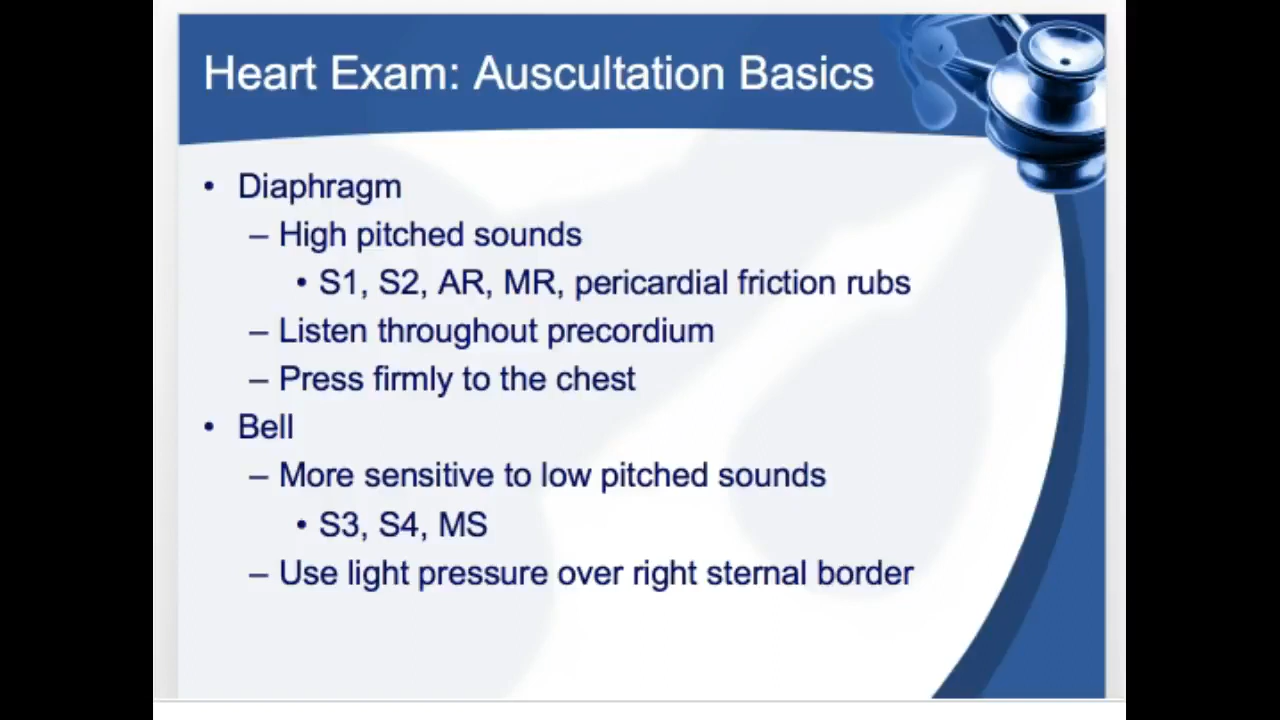 Heart Exam: Auscultation Basics
• Diaphragm
– High pitched sounds
• S1, S2, AR, MR, pericardial friction rubs
– Listen throughout precordium
– Press firmly to the chest
• Bell
– More sensitive to low pitched sounds
• S3, S4, MS
– Use light pressure over right sternal border